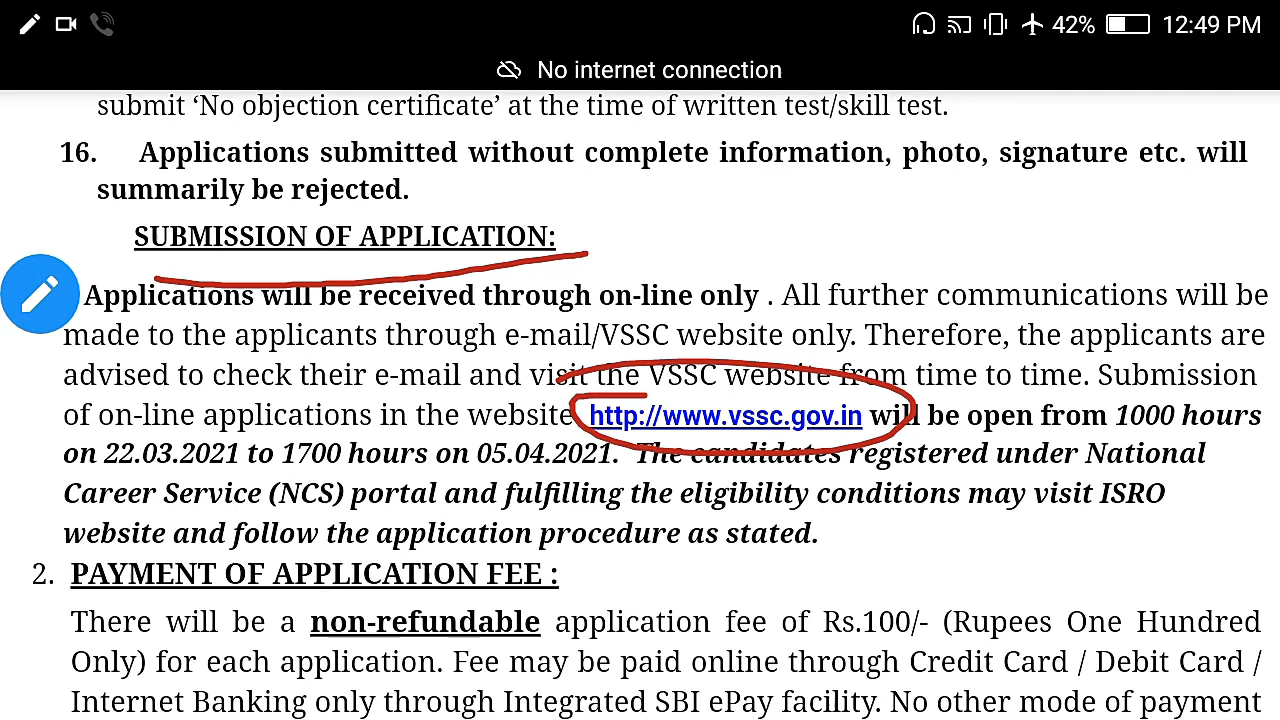 42% 12:49 PM
No internet connection
submit ‘No objection certificate’ at the time of written test/skill test.
16. Applications submitted without complete information, photo, signature etc. will
summarily be rejected.
SUBMISSION OF APPLICATION:
Applications will be received through on-line only . All further communications will be
made to the applicants through e-mail/VSSC website only. Therefore, the applicants are
advised to check their e-mail and visit the VSSC website from time to time. Submission
of on-line applications in the website http://www.vssc.gov.in will be open from 1000 hours
on 22.03.2021 to 1700 hours on 05.04.2021. The candidates registered under National
Career Service (NCS) portal and fulfilling the eligibility conditions may visit ISRO
website and follow the application procedure as stated.
2. PAYMENT OF APPLICATION FEE :
There will be a non-refundable application fee of Rs.100/- (Rupees One Hundred
Only) for each application. Fee may be paid online through Credit Card / Debit Card /
Internet Banking only through Integrated SBI ePay facility. No other mode of payment